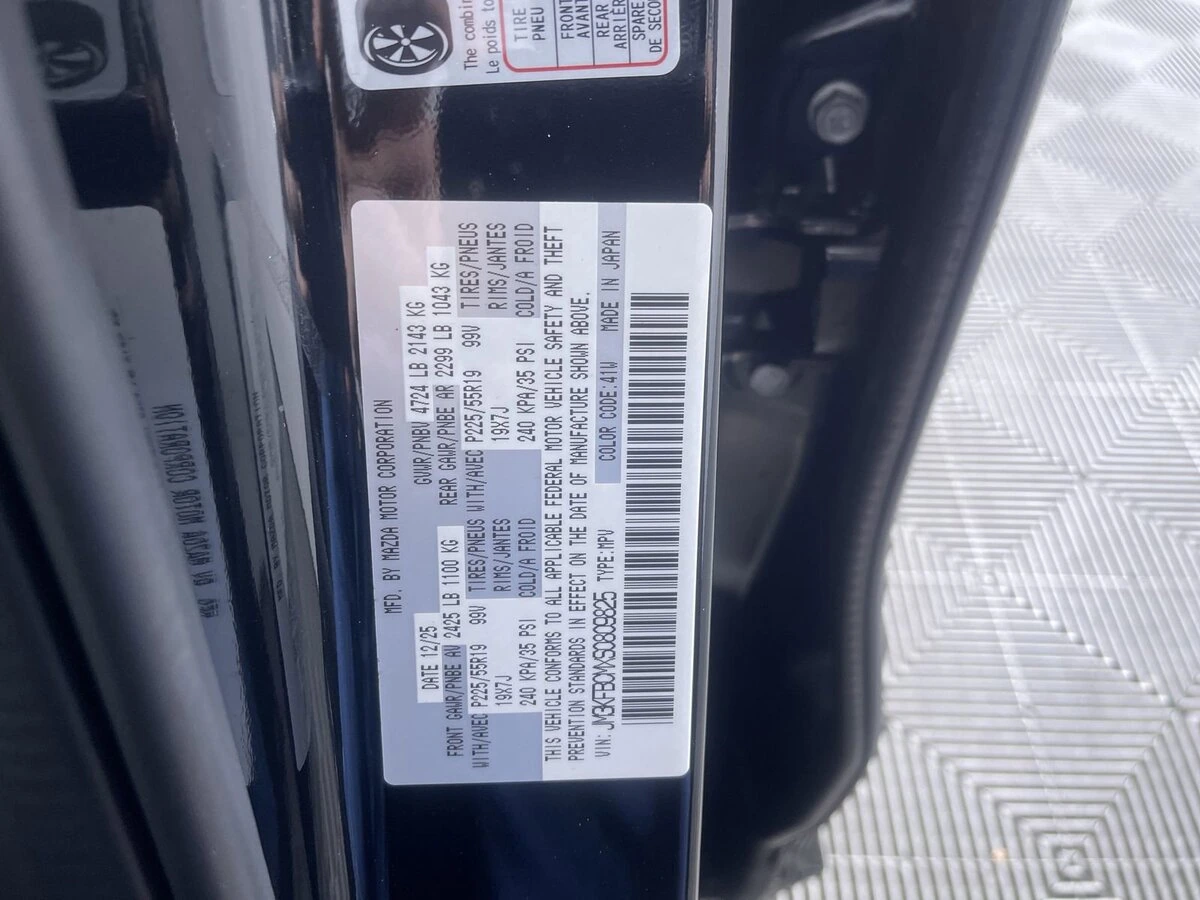 The combin
Le poids to
TIRE
PNEU
FRONT
AVANT
REAR
ARRIER
SPARE
DE SECO
MFD. BY MAZDA MOTOR CORPORATION
DATE 12/25 GVWR/PNBV 4724 LB 2143 KG
FRONT GAWR/PNBE AV 2425 LB 1100 KG REAR GAWR/PNBE AR 2299 LB 1043 KG
WITH/AVEC P225/55R19 99V TIRES/PNEUS WITH/AVEC P225/55R19 99V TIRES/PNEUS
19X7J RIMS/JANTES 19X7J RIMS/JANTES
240 KPA/35 PSI COLD/A FROID 240 KPA/35 PSI COLD/A FROID
THIS VEHICLE CONFORMS TO ALL APPLICABLE FEDERAL MOTOR VEHICLE SAFETY AND THEFT
PREVENTION STANDARDS IN EFFECT ON THE DATE OF MANUFACTURE SHOWN ABOVE.
VIN: JM3KFBCMXS0809825 TYPE:MPV COLOR CODE:41W MADE IN JAPAN